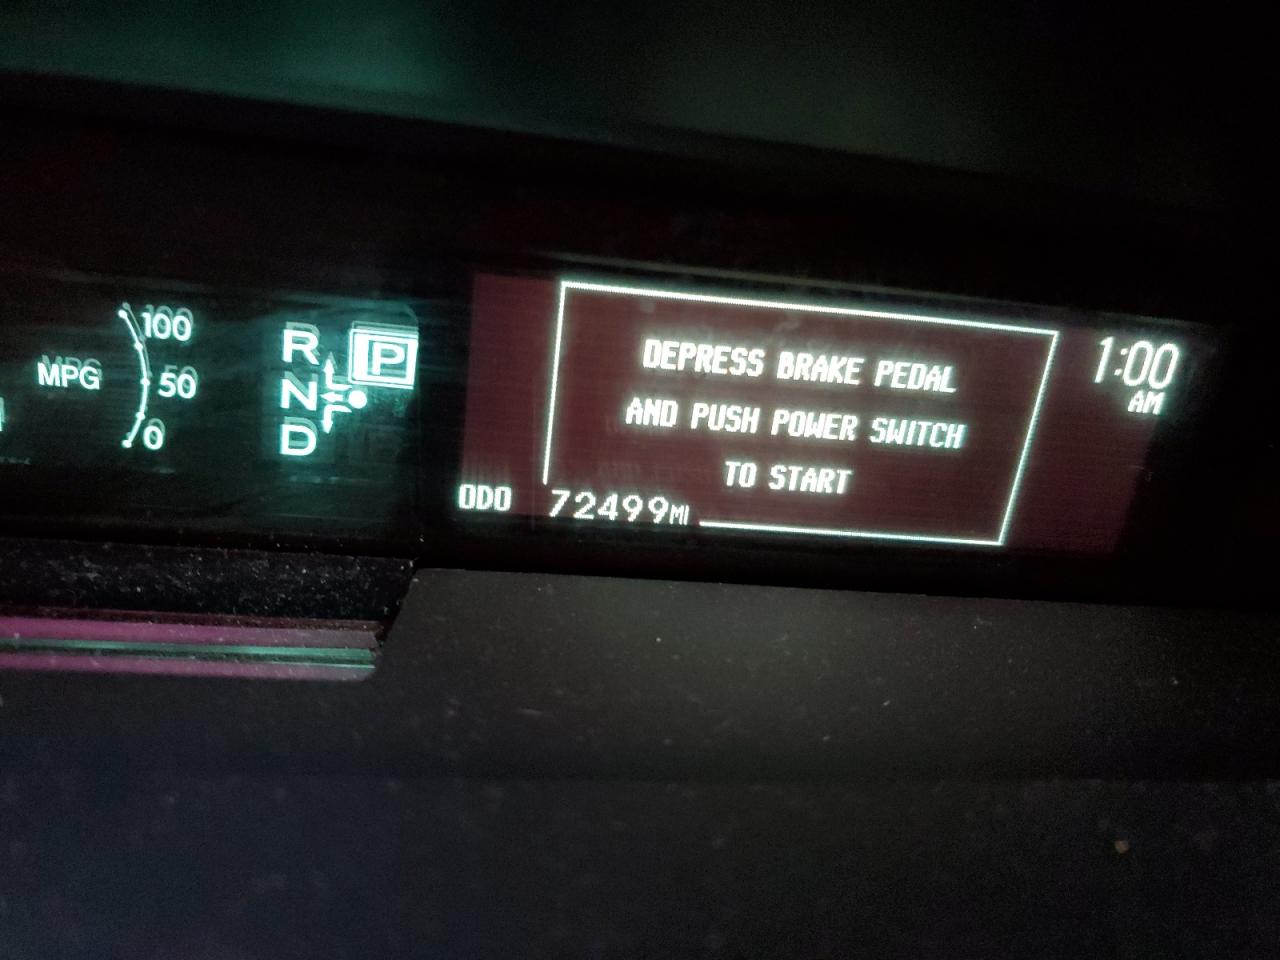 100
MPG
50
0
R
P
N
D
DEPRESS BRAKE PEDAL
AND PUSH POWER SWITCH
TO START
ODO 72499MI
1:00
AM